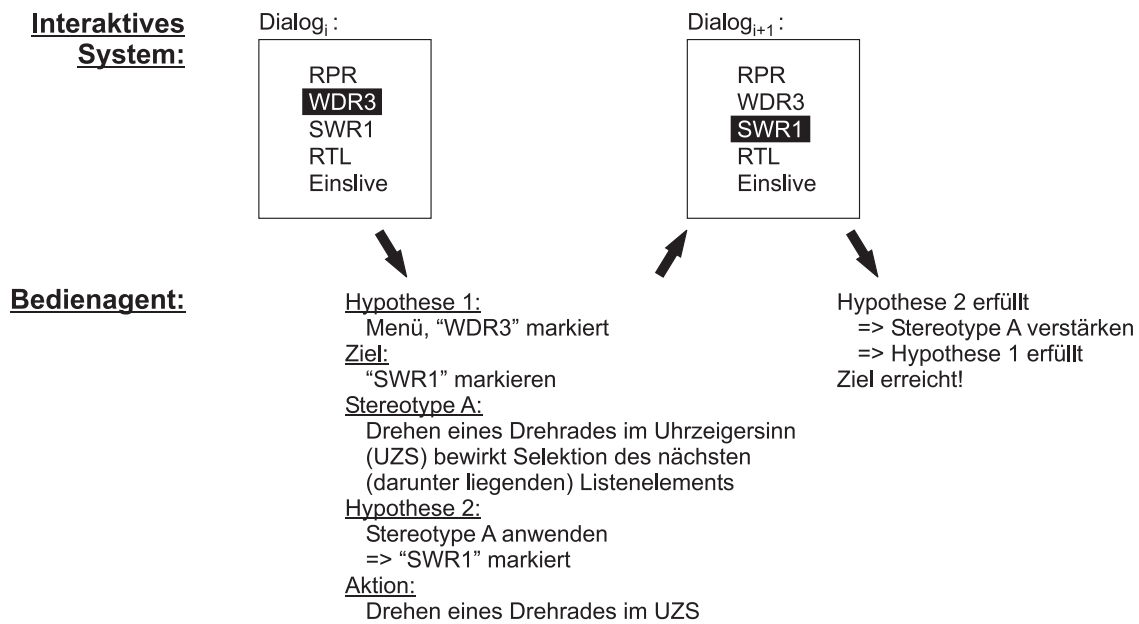 Interaktives
System:
Dialog_i :
RPR
WDR3
SWR1
RTL
Einslive
Dialog_i+1 :
RPR
WDR3
SWR1
RTL
Einslive
Bedienagent:
Hypothese 1:
Menü, “WDR3” markiert
Ziel:
“SWR1” markieren
Stereotype A:
Drehen eines Drehrades im Uhrzeigersinn
(UZS) bewirkt Selektion des nächsten
(darunter liegenden) Listenelements
Hypothese 2:
Stereotype A anwenden
=> “SWR1” markiert
Aktion:
Drehen eines Drehrades im UZS
Hypothese 2 erfüllt
=> Stereotype A verstärken
=> Hypothese 1 erfüllt
Ziel erreicht!